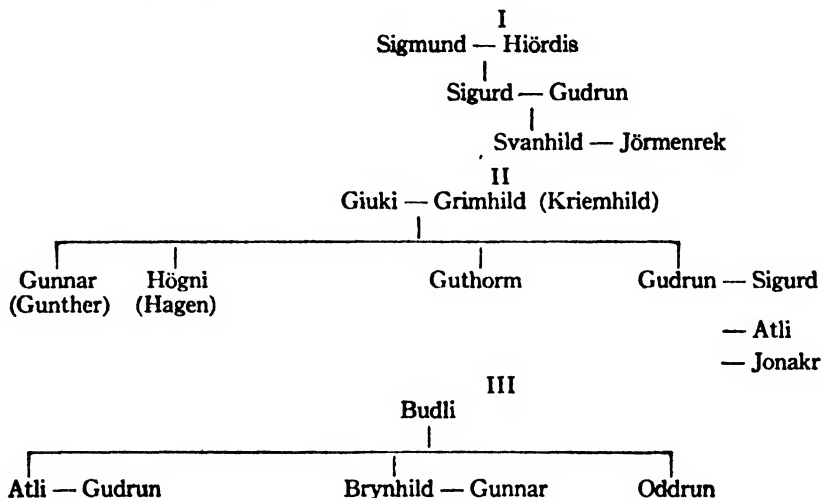 I
Sigmund — Hiördis
Sigurd — Gudrun
Svanhild — Jörmenrek
II
Giuki — Grimhild (Kriemhild)
Gunnar Högni Guthorm Gudrun — Sigurd
(Gunther) (Hagen)
— Atli
— Jonakr
III
Budli
Atli — Gudrun Brynhild — Gunnar Oddrun